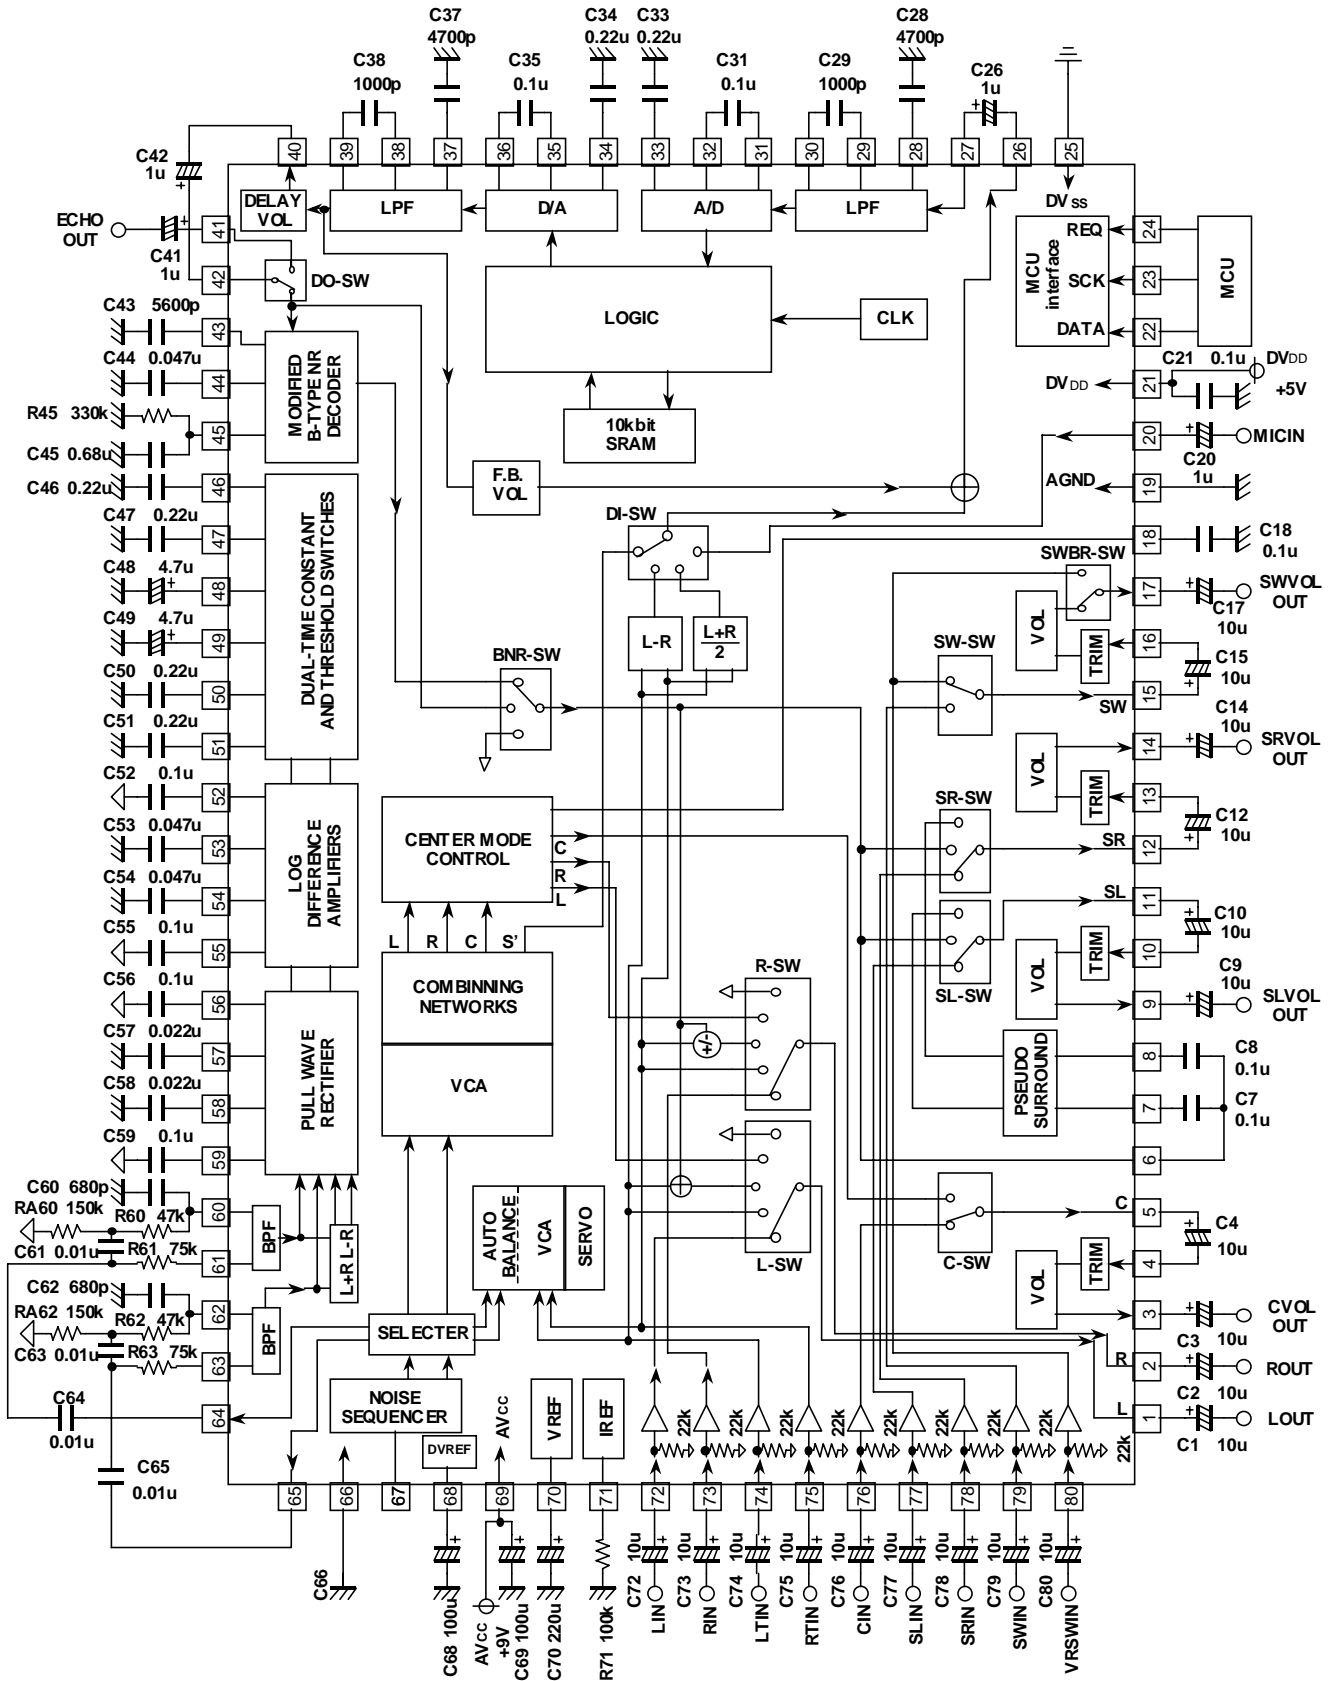 C37
4700p
C34
0.22u
C33
0.22u
C28
4700p
C38
1000p
C35
0.1u
C31
0.1u
C29
1000p
C26
1u
+
40
39
38
37
36
35
34
33
32
31
30
29
28
27
26
25
C42
1u
+
DELAY
VOL
LPF
D/A
A/D
LPF
DVSS
ECHO
OUT
+
C41
1u
41
42
DO-SW
MCU
interface
REQ
SCK
DATA
24
23
22
MCU
LOGIC
CLK
C43 5600p
43
C44 0.047u
44
R45 330k
45
C45 0.68u
MODIFIED
B-TYPE NR
DECODER
10kbit
SRAM
C21 0.1u
DVDD
+5V
DVDD
21
20
+
MICIN
C20
1u
AGND
19
F.B.
VOL
C46 0.22u
46
C47 0.22u
47
C48 4.7u
+
48
C49 4.7u
+
49
C50 0.22u
50
C51 0.22u
51
DUAL-TIME CONSTANT
AND THRESHOLD SWITCHES
DI-SW
18
C18
0.1u
SWBR-SW
17
+
SWVOL
OUT
C17
10u
VOL
TRIM
16
C15
10u
+
15
SW
SW-SW
L-R
L+R
2
BNR-SW
C14
10u
+
14
SRVOL
OUT
VOL
TRIM
13
C12
10u
+
12
SR
SR-SW
C52 0.1u
52
C53 0.047u
53
C54 0.047u
54
C55 0.1u
55
LOG
DIFFERENCE
AMPLIFIERS
CENTER MODE
CONTROL
C
R
L
L R C S'
SL
11
C10
10u
+
10
TRIM
VOL
SL-SW
C9
10u
+
9
SLVOL
OUT
COMBINNING
NETWORKS
VCA
R-SW
+/-
C56 0.1u
56
C57 0.022u
57
C58 0.022u
58
C59 0.1u
59
PULL WAVE
RECTIFIER
PSEUDO
SURROUND
8
C8
0.1u
7
C7
0.1u
6
C60 680p
60
RA60 150k
R60 47k
C61 0.01u
R61 75k
61
BPF
L+R L-R
AUTO
BALANCE
VCA
SERVO
L-SW
C-SW
C
5
C4
10u
+
4
TRIM
VOL
3
+
CVOL
OUT
10u
C3
C62 680p
62
RA62 150k
R62 47k
C63 0.01u
R63 75k
63
BPF
SELECTER
R
2
+
ROUT
C2 10u
NOISE
SEQUENCER
C64
0.01u
64
L
1
+
LOUT
C1 10u
DVREF
AVCC
VREF
IREF
22k
22k
22k
22k
22k
22k
22k
22k
22k
C65
0.01u
65
66
67
68
69
70
71
72
73
74
75
76
77
78
79
80
C66
C68 100u
+
AVCC
+9V
C69 100u
+
C70 220u
+
R71 100k
C72
10u
+
LIN
C73
10u
+
RIN
C74
10u
+
LTIN
C75
10u
+
RTIN
C76
10u
+
CIN
C77
10u
+
SLIN
C78
10u
+
SRIN
C79
10u
+
SWIN
C80
10u
+
VRSWIN